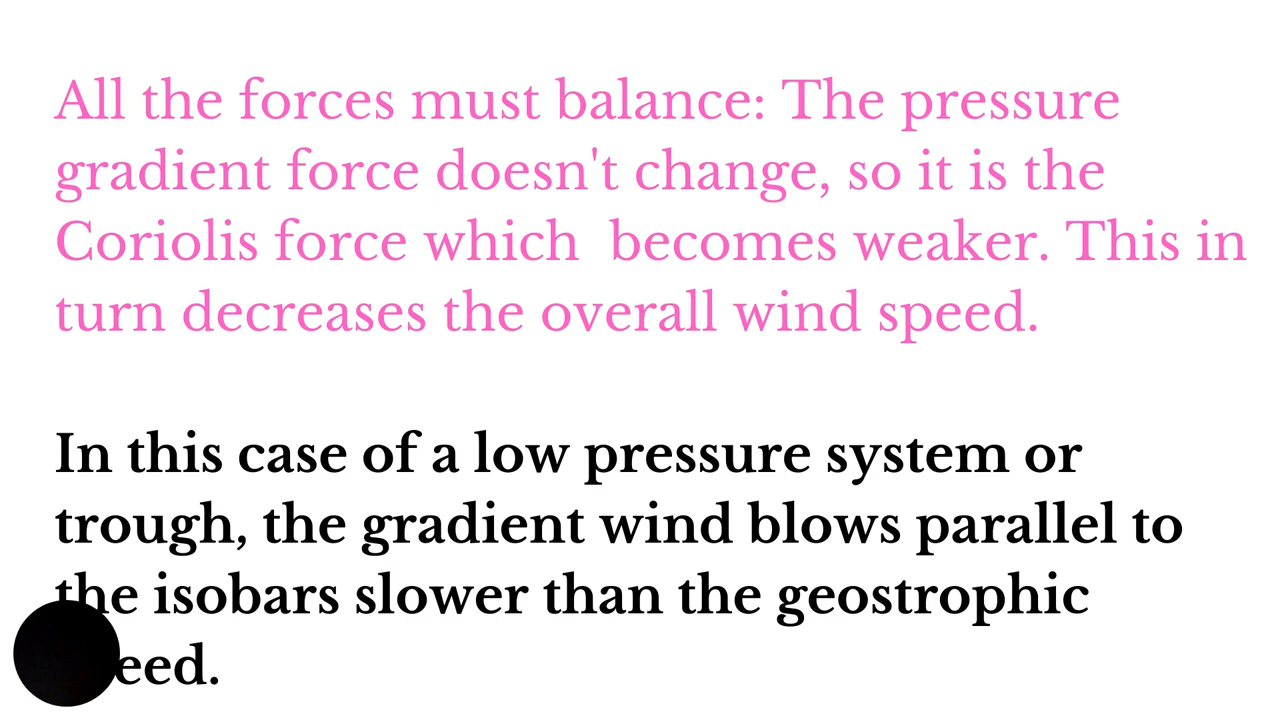 All the forces must balance: The pressure
gradient force doesn't change, so it is the
Coriolis force which  becomes weaker. This in
turn decreases the overall wind speed.
In this case of a low pressure system or
trough, the gradient wind blows parallel to
the isobars slower than the geostrophic